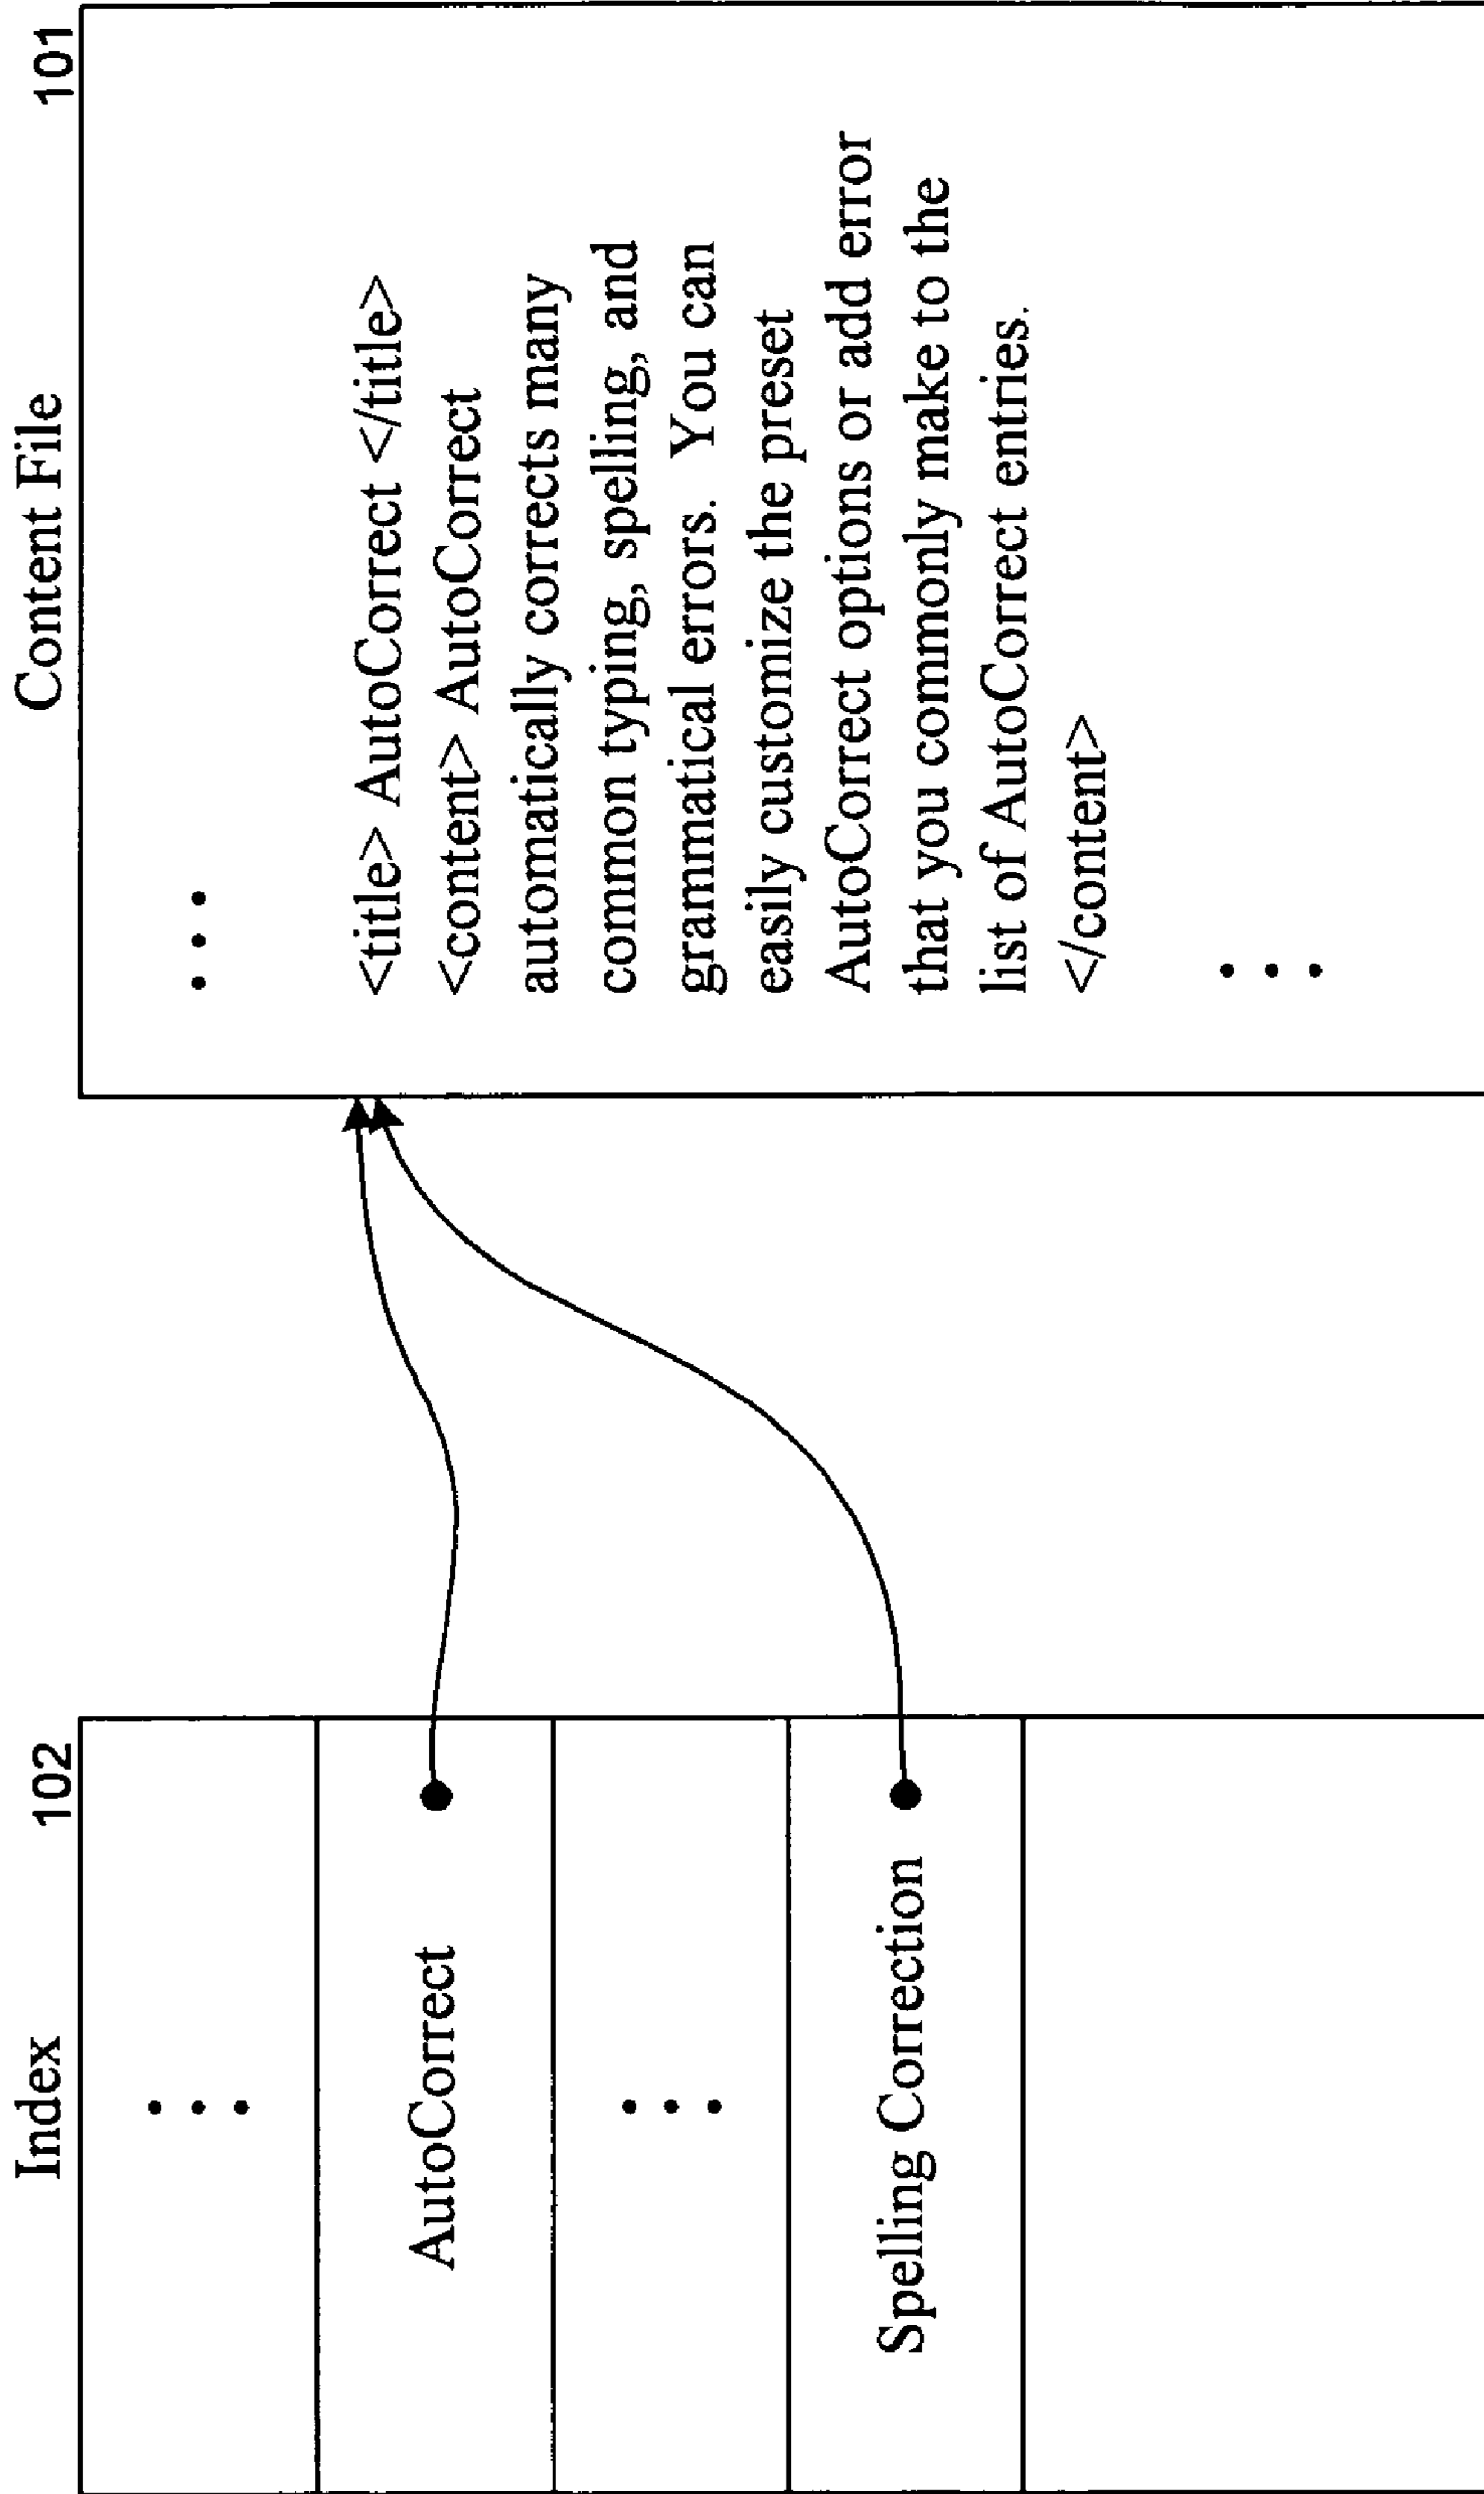 Index 102
• • •
AutoCorrect
• • •
Spelling Correction
Content File 101
• • •
<title> AutoCorrect </title>
<content> AutoCorrect
automatically corrects many
common typing, spelling, and
grammatical errors. You can
easily customize the preset
AutoCorrect options or add error
that you commonly make to the
list of AutoCorrect entries.
</content>
• • •